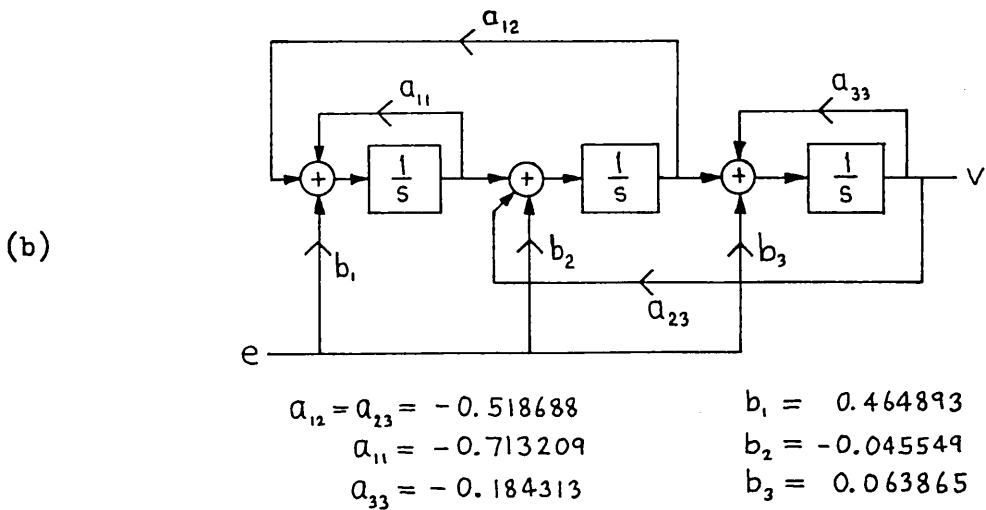 a₁₂
a₁₁
a₃₃
+ 1/s + 1/s + 1/s v
(b)
b₁ b₂ b₃
a₂₃
e
a₁₂ = a₂₃ = -0.518688 b₁ = 0.464893
a₁₁ = -0.713209 b₂ = -0.045549
a₃₃ = -0.184313 b₃ = 0.063865